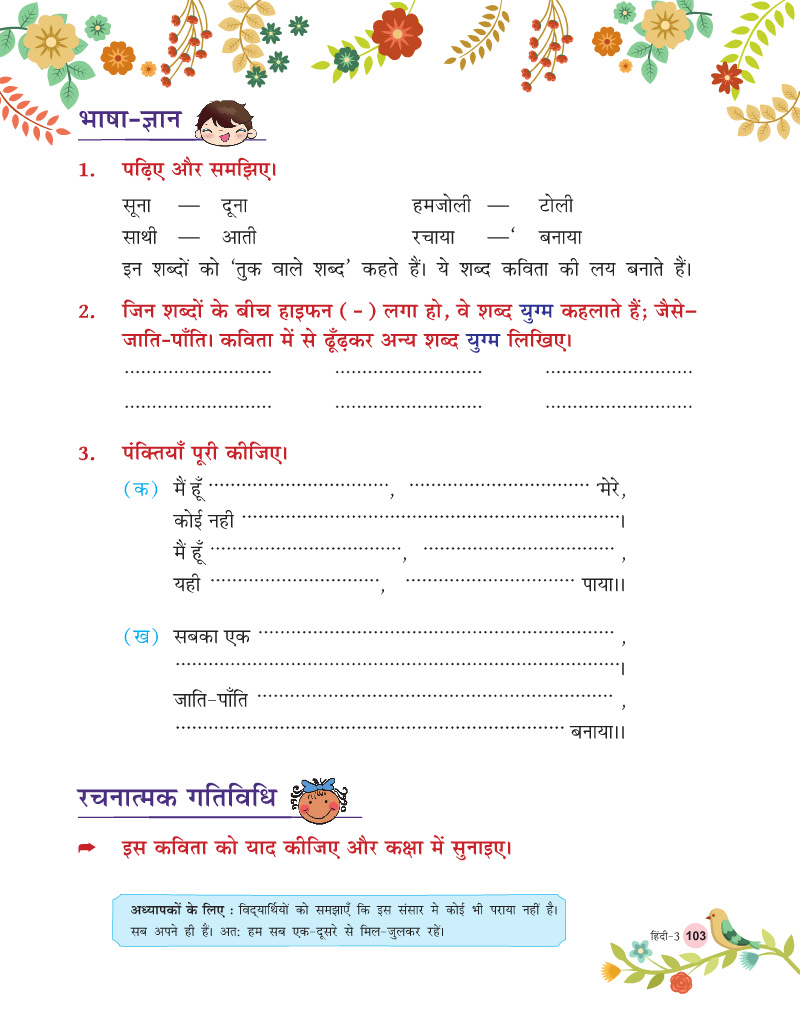 भाषा-ज्ञान
1. पढ़िए और समझिए।
सूना — दूना हमजोली — टोली
साथी — आती रचाया —‘ बनाया
इन शब्दों को ‘तुक वाले शब्द’ कहते हैं। ये शब्द कविता की लय बनाते हैं।
2. जिन शब्दों के बीच हाइफन ( - ) लगा हो, वे शब्द युग्म कहलाते हैं; जैसे–
जाति-पाँति। कविता में से ढूँढ़कर अन्य शब्द युग्म लिखिए।
........................... ........................... ...........................
........................... ........................... ...........................
3. पंक्तियाँ पूरी कीजिए।
(क) मैं हूँ ................................., ................................. ‘मेरे,
कोई नही .....................................................................।
मैं हूँ ..................................., ................................... ,
यही ..............................., ............................... पाया।।
(ख) सबका एक ................................................................. ,
.................................................................................।
जाति-पाँति ................................................................. ,
....................................................................... बनाया।।
रचनात्मक गतिविधि
➦ इस कविता को याद कीजिए और कक्षा में सुनाइए।
अध्यापकों के लिए : विद्‌यार्थियों को समझाएँ कि इस संसार मे कोई भी पराया नहीं है।
सब अपने ही हैं। अत: हम सब एक-दूसरे से मिल-जुलकर रहें।
हिंदी-3 103